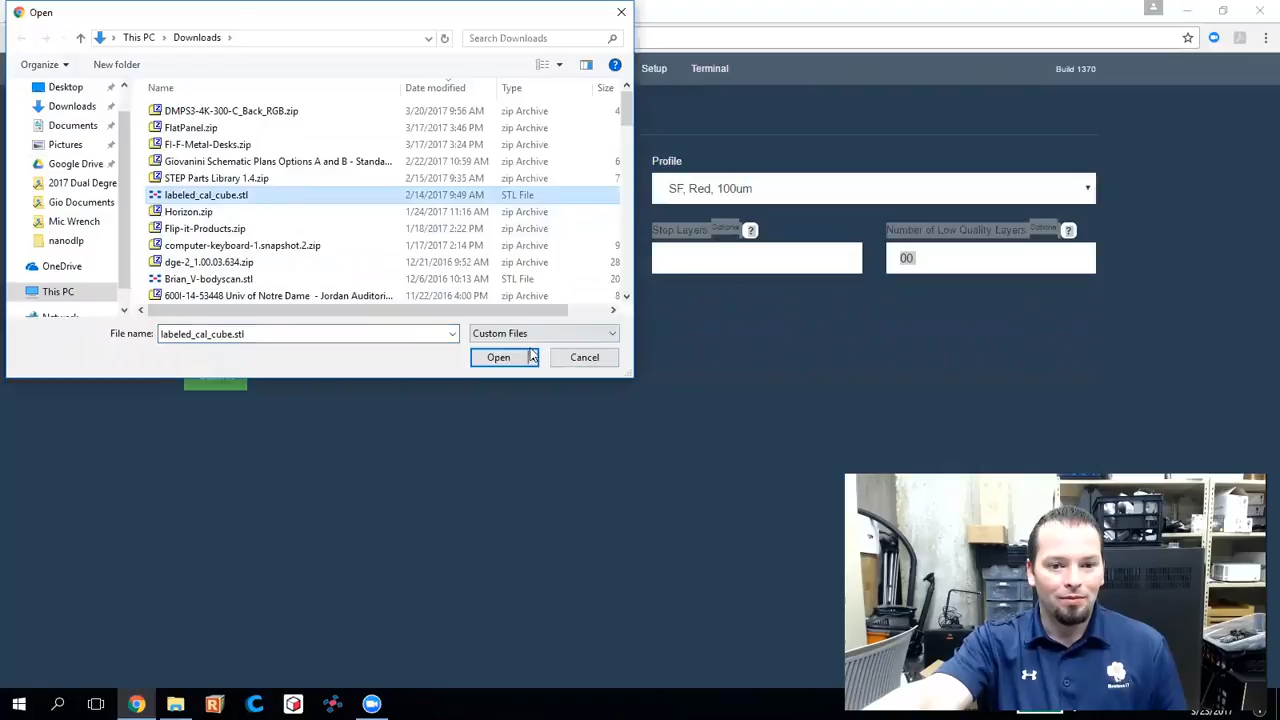 Open
This PC
Downloads
Search Downloads
Organize
New folder
Setup
Terminal
Build 1370
Name
Date modified
Type
Size
Desktop
Downloads
Documents
Pictures
Google Drive
2017 Dual Degre
Gio Documents
Mic Wrench
nanodlp
OneDrive
This PC
DMPS3-4K-300-C_Back_RGB.zip 3/20/2017 9:56 AM zip Archive 4
FlatPanel.zip 3/17/2017 3:46 PM zip Archive
FI-F-Metal-Desks.zip 3/17/2017 3:24 PM zip Archive
Giovanini Schematic Plans Options A and B - Standa... 2/22/2017 10:59 AM zip Archive 6
STEP Parts Library 1.4.zip 2/15/2017 9:35 AM zip Archive 7
labeled_cal_cube.stl 2/14/2017 9:49 AM STL File
Horizon.zip 1/24/2017 11:16 AM zip Archive
Flip-it-Products.zip 1/18/2017 2:22 PM zip Archive
computer-keyboard-1.snapshot.2.zip 1/17/2017 2:14 PM zip Archive 9
dge-2_1.00.03.634.zip 12/21/2016 9:52 AM zip Archive 28
Brian_V-bodyscan.stl 12/6/2016 10:13 AM STL File 20
600I-14-53448 Univ of Notre Dame - Jordan Auditori... 11/22/2016 4:00 PM zip Archive 8
File name: labeled_cal_cube.stl
Custom Files
Open
Cancel
Profile
SF, Red, 100um
Stop Layers Optional ?
Number of Low Quality Layers Optional ?
00